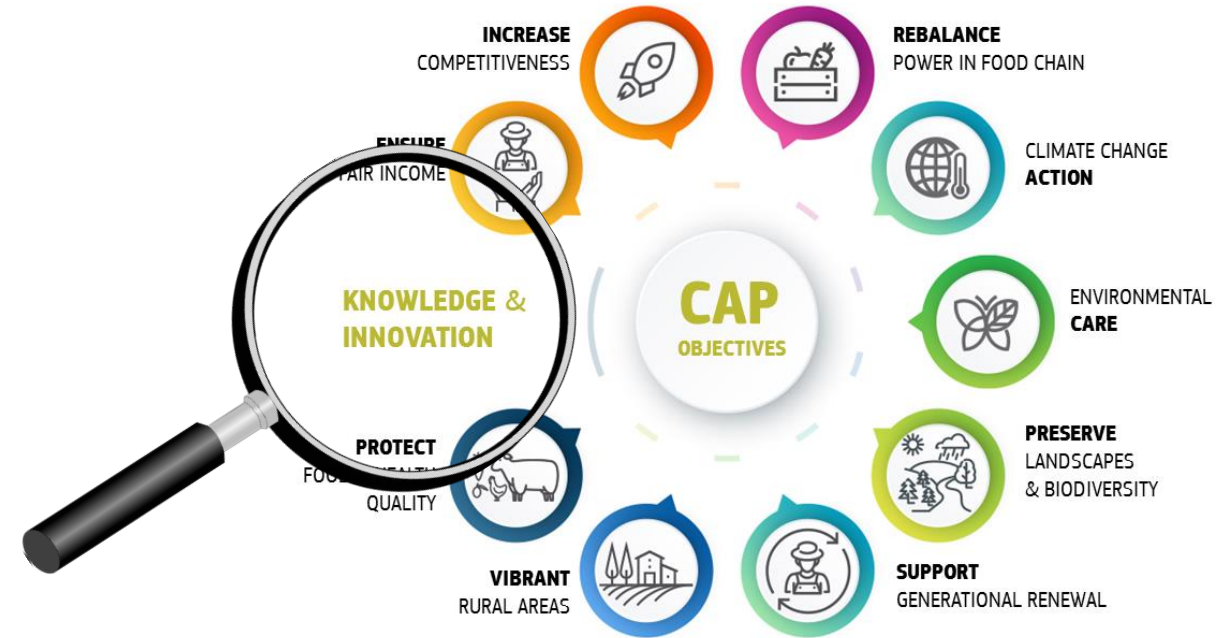 INCREASE
COMPETITIVENESS
REBALANCE
POWER IN FOOD CHAIN
ENSURE
FAIR INCOME
CLIMATE CHANGE
ACTION
KNOWLEDGE &
INNOVATION
CAP
OBJECTIVES
ENVIRONMENTAL
CARE
PROTECT
QUALITY
PRESERVE
LANDSCAPES
& BIODIVERSITY
VIBRANT
RURAL AREAS
SUPPORT
GENERATIONAL RENEWAL